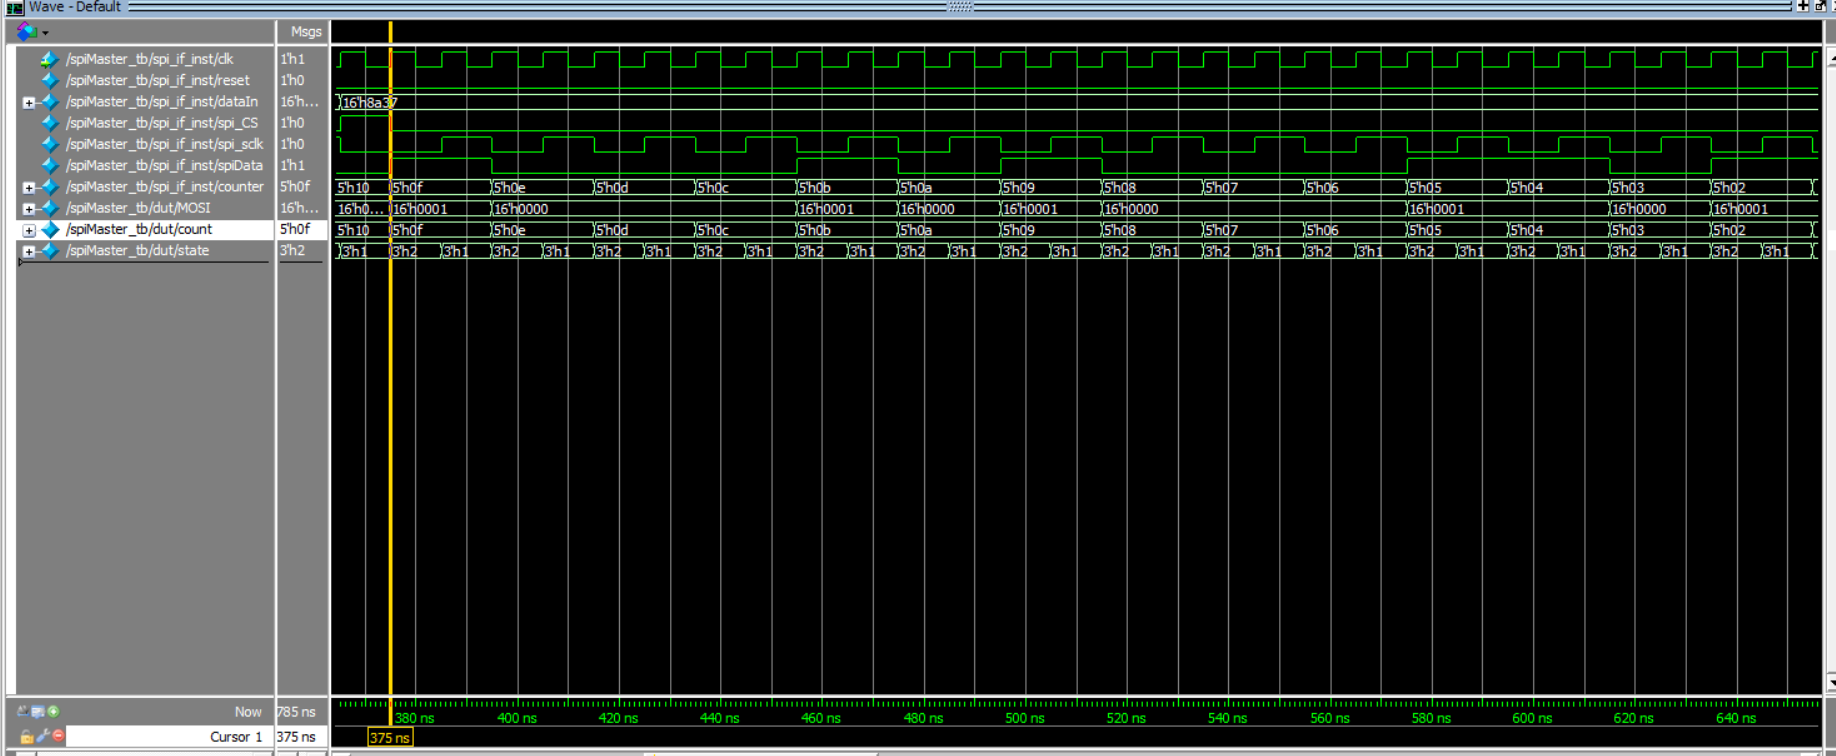 Wave - Default
Msgs
/spiMaster_tb/spi_if_inst/clk 1'h1
/spiMaster_tb/spi_if_inst/reset 1'h0
/spiMaster_tb/spi_if_inst/dataIn 16'h... 16'h8a37
/spiMaster_tb/spi_if_inst/spi_CS 1'h0
/spiMaster_tb/spi_if_inst/spi_sclk 1'h0
/spiMaster_tb/spi_if_inst/spiData 1'h1
/spiMaster_tb/spi_if_inst/counter 5'h0f 5'h10 5'h0f 5'h0e 5'h0d 5'h0c 5'h0b 5'h0a 5'h09 5'h08 5'h07 5'h06 5'h05 5'h04 5'h03 5'h02
/spiMaster_tb/dut/MOSI 16'h... 16'h0... 16'h0001 16'h0000 16'h0001 16'h0000 16'h0001 16'h0000 16'h0001 16'h0000 16'h0001
/spiMaster_tb/dut/count 5'h0f 5'h10 5'h0f 5'h0e 5'h0d 5'h0c 5'h0b 5'h0a 5'h09 5'h08 5'h07 5'h06 5'h05 5'h04 5'h03 5'h02
/spiMaster_tb/dut/state 3'h2 3'h1 3'h2 3'h1 3'h2 3'h1 3'h2 3'h1 3'h2 3'h1 3'h2 3'h1 3'h2 3'h1 3'h2 3'h1 3'h2 3'h1 3'h2 3'h1 3'h2 3'h1 3'h2 3'h1 3'h2 3'h1 3'h2 3'h1 3'h2 3'h1
Now 785 ns 380 ns 400 ns 420 ns 440 ns 460 ns 480 ns 500 ns 520 ns 540 ns 560 ns 580 ns 600 ns 620 ns 640 ns
Cursor 1 375 ns 375 ns